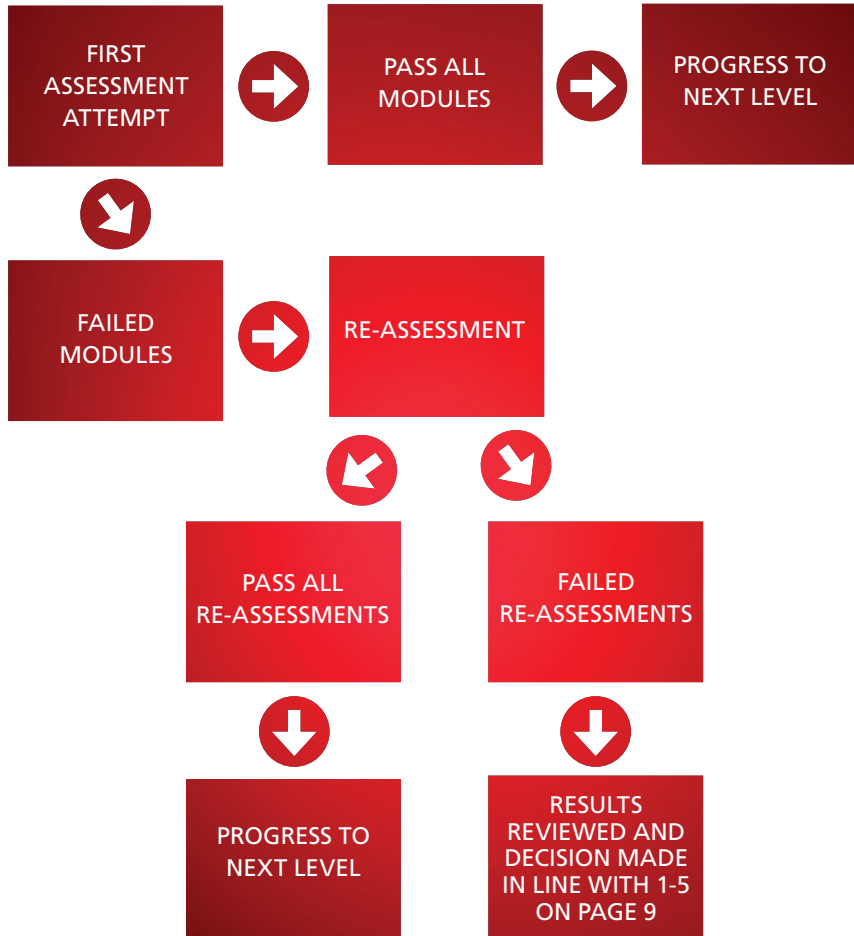 FIRST
ASSESSMENT
ATTEMPT
PASS ALL
MODULES
PROGRESS TO
NEXT LEVEL
FAILED
MODULES
RE-ASSESSMENT
PASS ALL
RE-ASSESSMENTS
FAILED
RE-ASSESSMENTS
PROGRESS TO
NEXT LEVEL
RESULTS
REVIEWED AND
DECISION MADE
IN LINE WITH 1-5
ON PAGE 9